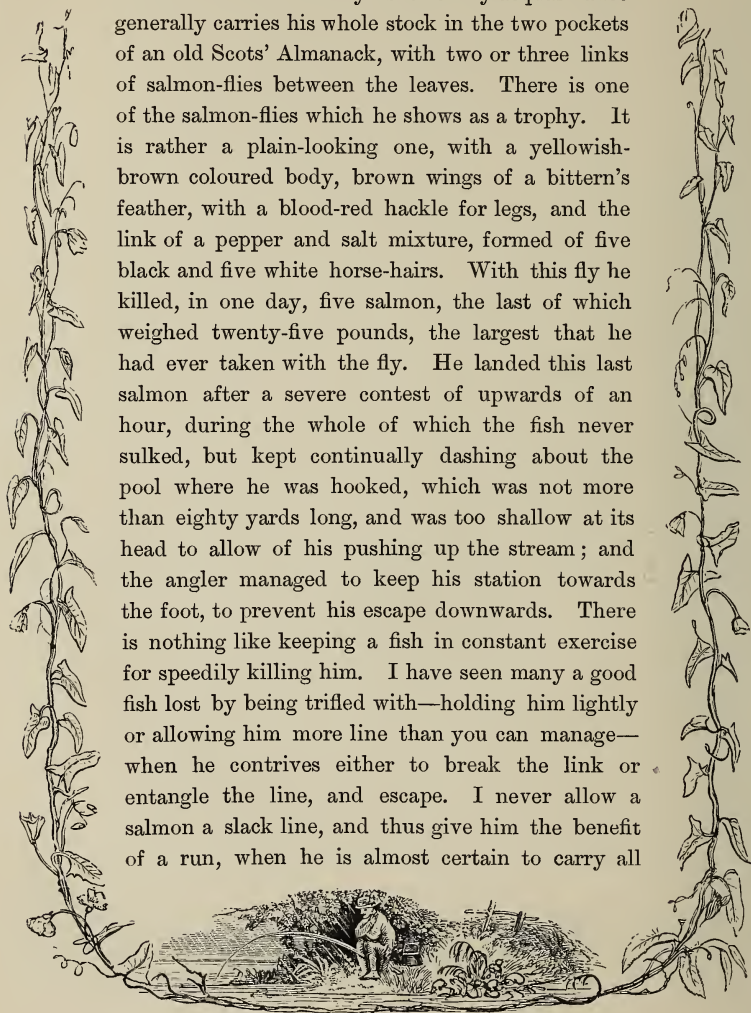 generally carries his whole stock in the two pockets
of an old Scots' Almanack, with two or three links
of salmon-flies between the leaves. There is one
of the salmon-flies which he shows as a trophy. It
is rather a plain-looking one, with a yellowish-
brown coloured body, brown wings of a bittern's
feather, with a blood-red hackle for legs, and the
link of a pepper and salt mixture, formed of five
black and five white horse-hairs. With this fly he
killed, in one day, five salmon, the last of which
weighed twenty-five pounds, the largest that he
had ever taken with the fly. He landed this last
salmon after a severe contest of upwards of an
hour, during the whole of which the fish never
sulked, but kept continually dashing about the
pool where he was hooked, which was not more
than eighty yards long, and was too shallow at its
head to allow of his pushing up the stream; and
the angler managed to keep his station towards
the foot, to prevent his escape downwards. There
is nothing like keeping a fish in constant exercise
for speedily killing him. I have seen many a good
fish lost by being trifled with—holding him lightly
or allowing him more line than you can manage—
when he contrives either to break the link or
entangle the line, and escape. I never allow a
salmon a slack line, and thus give him the benefit
of a run, when he is almost certain to carry all